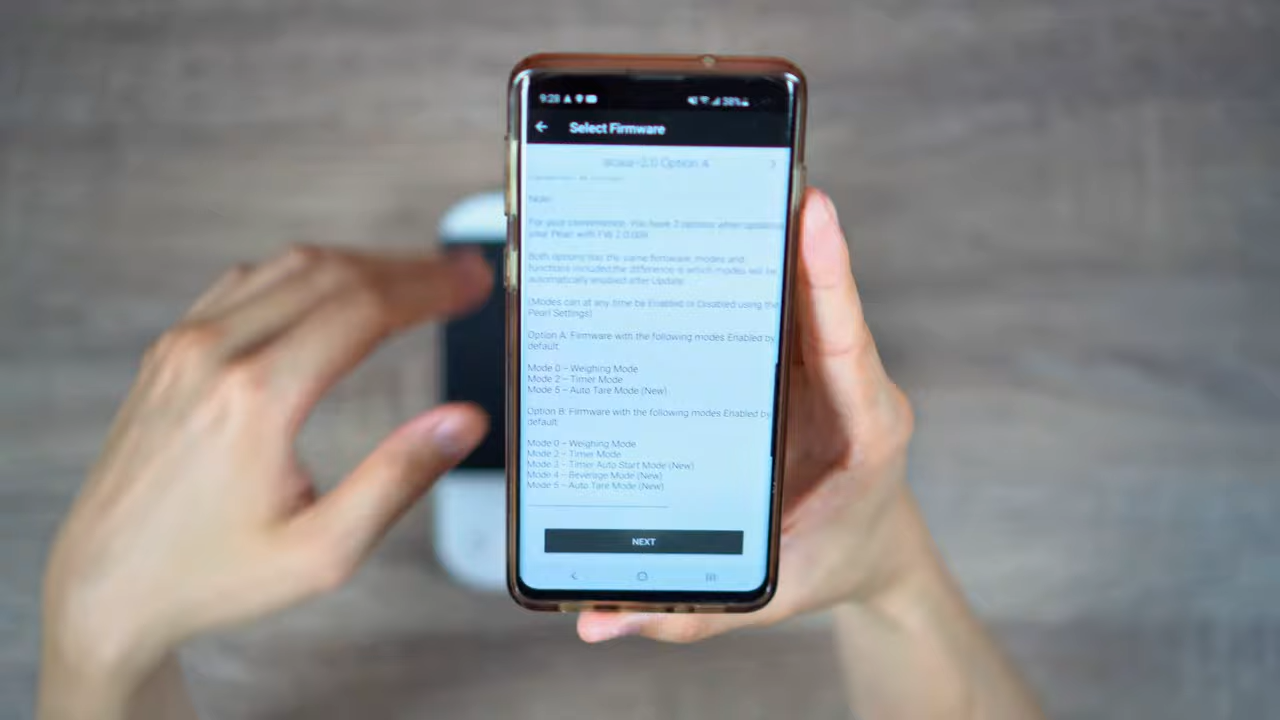 9:28
38%
Select Firmware
2.0 Option A
Note:
For your convenience, You have 2 options when
your Pearl with FW 2.0.009
Both options has the same firmware, modes and
functions included the difference is which modes will be
automatically enabled after Update
(Modes can at any time be Enabled or Disabled using the
Pearl Settings)
Option A: Firmware with the following modes Enabled by
default:
Mode 0 – Weighing Mode
Mode 2 – Timer Mode
Mode 5 – Auto Tare Mode (New)
Option B: Firmware with the following modes Enabled by
default:
Mode 0 – Weighing Mode
Mode 2 – Timer Mode
Mode 3 – Timer Auto Start Mode (New)
Mode 4 – Beverage Mode (New)
Mode 5 – Auto Tare Mode (New)
NEXT